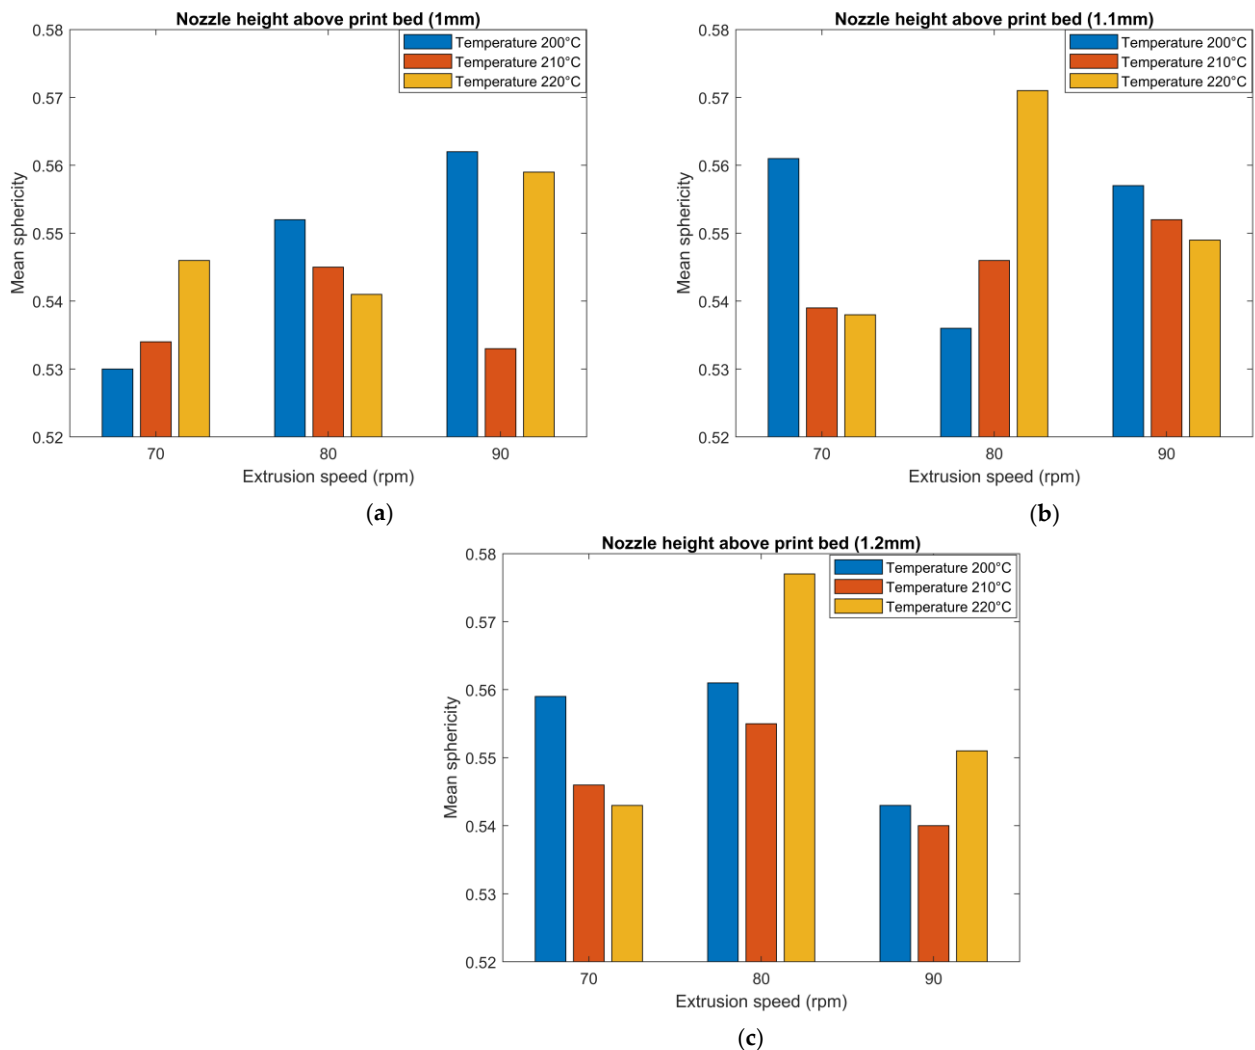 Nozzle height above print bed (1mm)
0.58
0.57
0.56
0.55
0.54
0.53
0.52
Mean sphericity
Temperature 200°C
Temperature 210°C
Temperature 220°C
70
80
90
Extrusion speed (rpm)
(a)
Nozzle height above print bed (1.1mm)
0.58
0.57
0.56
0.55
0.54
0.53
0.52
Mean sphericity
Temperature 200°C
Temperature 210°C
Temperature 220°C
70
80
90
Extrusion speed (rpm)
(b)
Nozzle height above print bed (1.2mm)
0.58
0.57
0.56
0.55
0.54
0.53
0.52
Mean sphericity
Temperature 200°C
Temperature 210°C
Temperature 220°C
70
80
90
Extrusion speed (rpm)
(c)